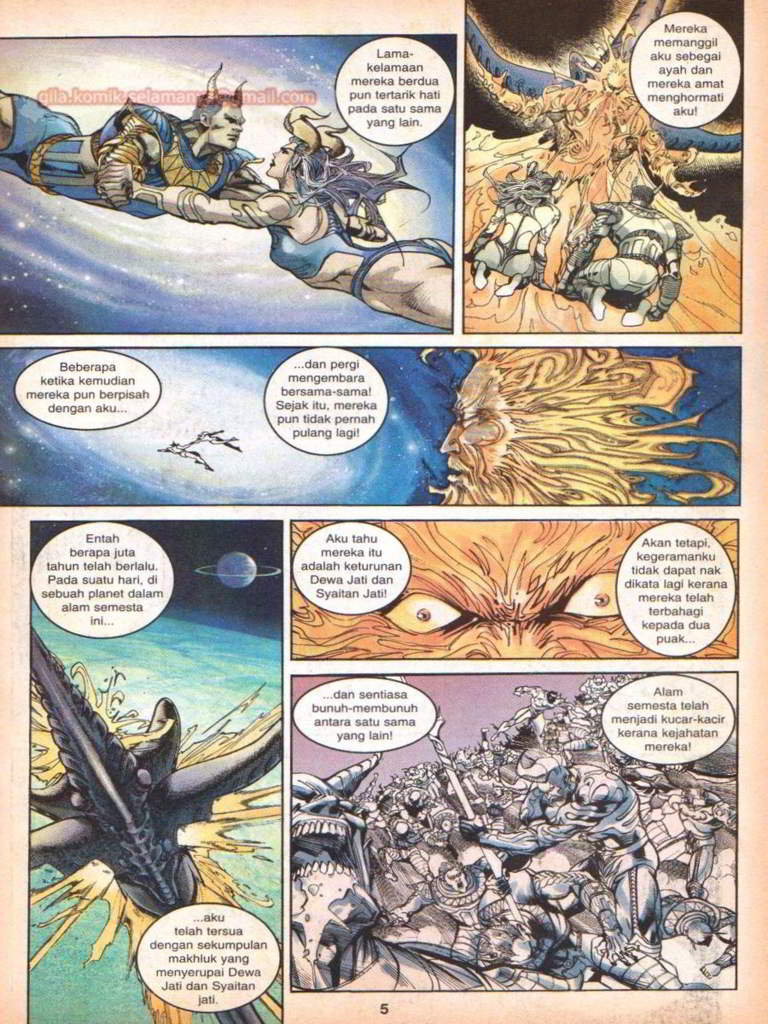 Lama-
kelamaan
mereka berdua
pun tertarik hati
pada satu sama
yang lain.
Mereka
memanggil
aku sebegai
ayah dan
mereka amat
menghormati
aku!
Beberapa
ketika kemudian
mereka pun berpisah
dengan aku...
...dan pergi
mengembara
bersama-sama!
Sejak itu, mereka
pun tidak pernah
pulang lagi!
Entah
berapa juta
tahun telah berlalu.
Pada suatu hari, di
sebuah planet dalam
alam semesta
ini...
...aku
telah tersua
dengan sekumpulan
makhluk yang
menyerupai Dewa
Jati dan Syaitan
jati.
Aku tahu
mereka itu
adalah keturunan
Dewa Jati dan
Syaitan Jati!
Akan tetapi,
kegeramanku
tidak dapat nak
dikata lagi kerana
mereka telah
terbahagi
kepada dua
puak...
...dan sentiasa
bunuh-membunuh
antara satu sama
yang lain!
Alam
semesta telah
menjadi kucar-kacir
kerana kejahatan
mereka!
5